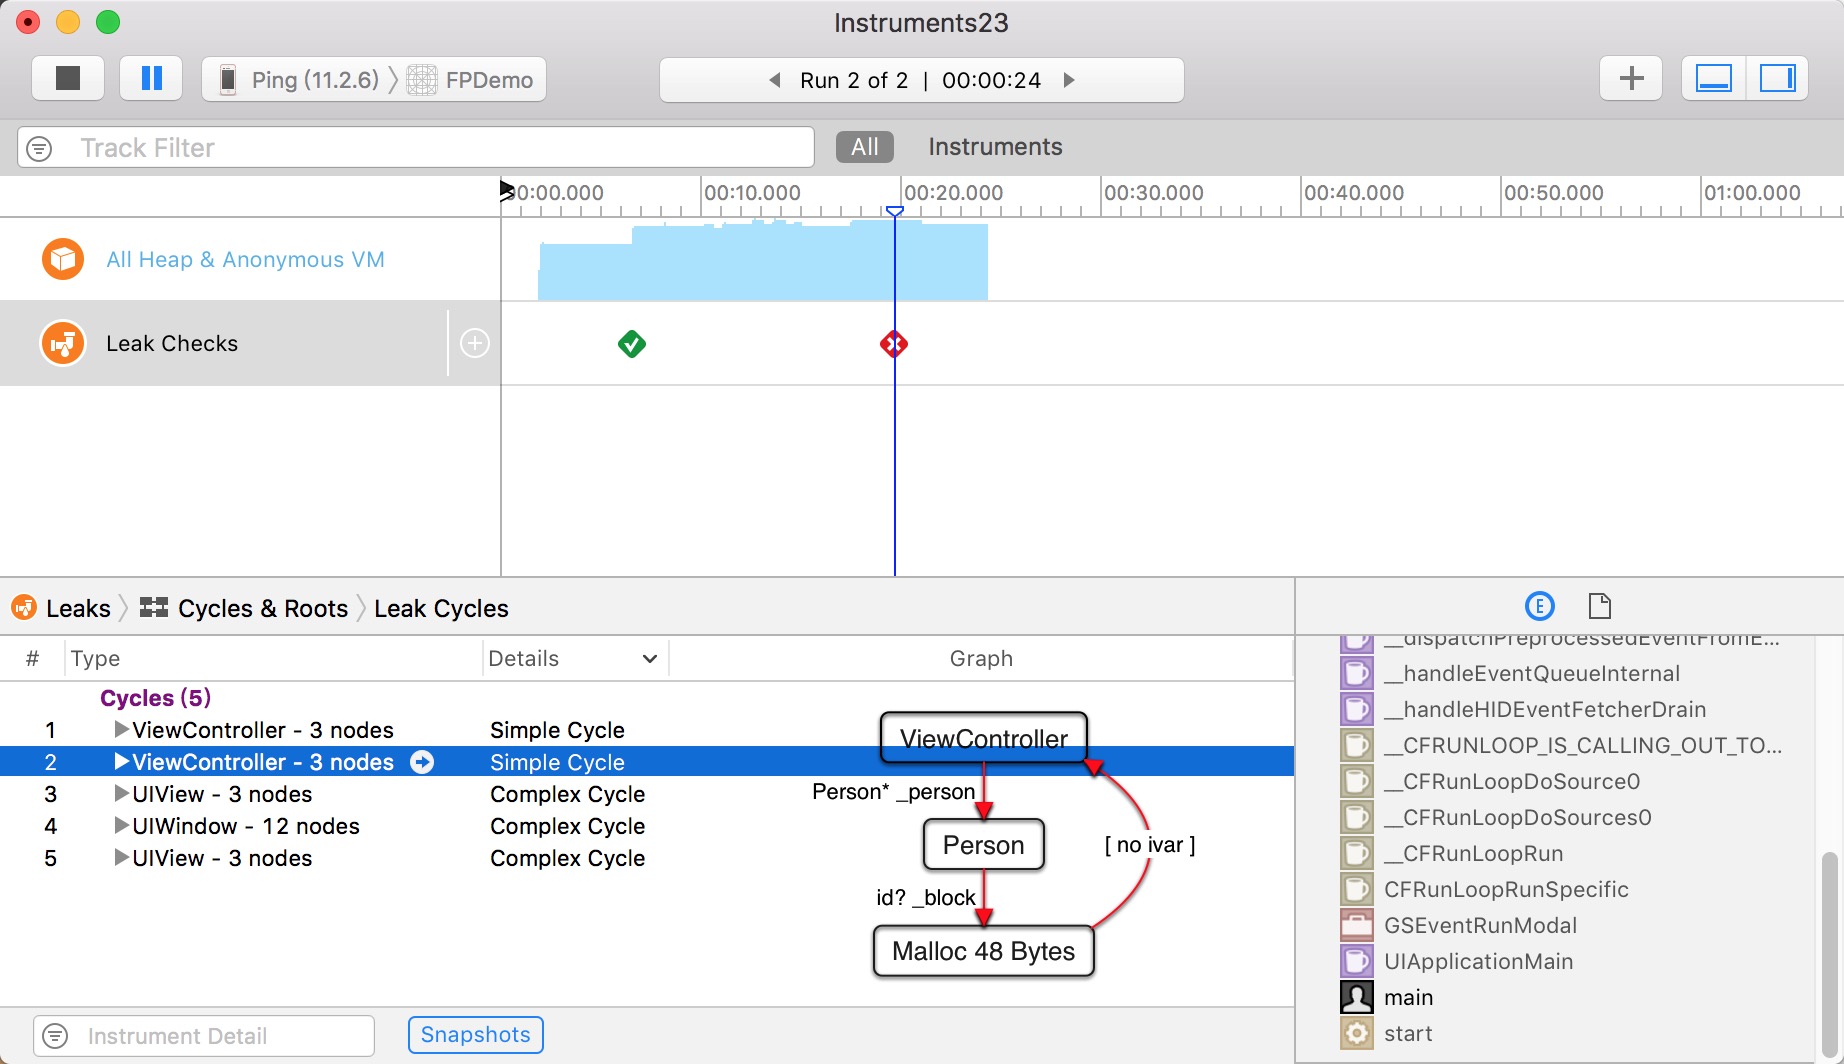 Instruments23
Ping (11.2.6) FPDemo
Run 2 of 2 | 00:00:24
Track Filter
All
Instruments
00:00.000 00:10.000 00:20.000 00:30.000 00:40.000 00:50.000 01:00.000
All Heap & Anonymous VM
Leak Checks
Leaks Cycles & Roots Leak Cycles
# Type Details Graph
Cycles (5)
1 ViewController - 3 nodes Simple Cycle
2 ViewController - 3 nodes Simple Cycle
3 UIView - 3 nodes Complex Cycle
4 UIWindow - 12 nodes Complex Cycle
5 UIView - 3 nodes Complex Cycle
ViewController
Person* _person
Person
[ no ivar ]
id? _block
Malloc 48 Bytes
E
__dispatchPreprocessedEventFromE...
__handleEventQueueInternal
__handleHIDEventFetcherDrain
__CFRUNLOOP_IS_CALLING_OUT_TO...
__CFRunLoopDoSource0
__CFRunLoopDoSources0
__CFRunLoopRun
CFRunLoopRunSpecific
GSEventRunModal
UIApplicationMain
main
start
Instrument Detail
Snapshots